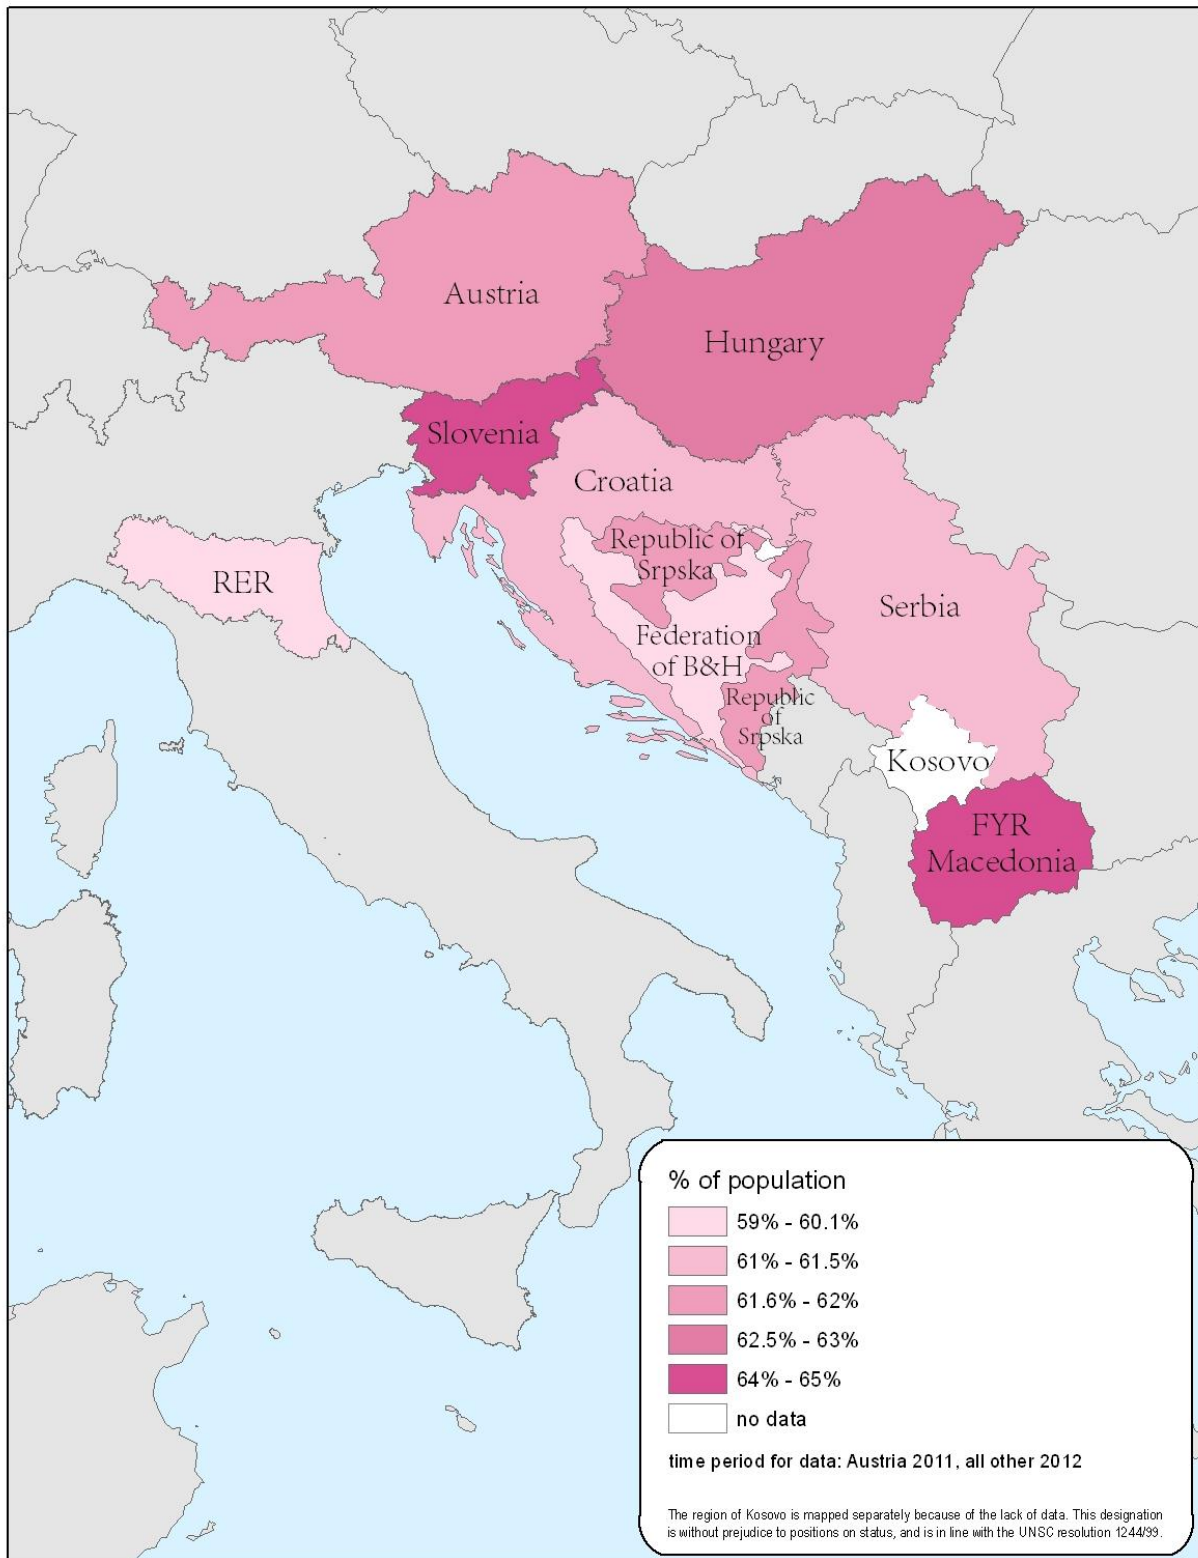 Austria
Hungary
Slovenia
Croatia
Republic of
Srpska
RER
Serbia
Federation
of B&H
Republic
of
Srpska
Kosovo
FYR
Macedonia
% of population
59% - 60.1%
61% - 61.5%
61.6% - 62%
62.5% - 63%
64% - 65%
no data
time period for data: Austria 2011, all other 2012
The region of Kosovo is mapped separately because of the lack of data. This designation
is without prejudice to positions on status, and is in line with the UNSC resolution 1244/99.